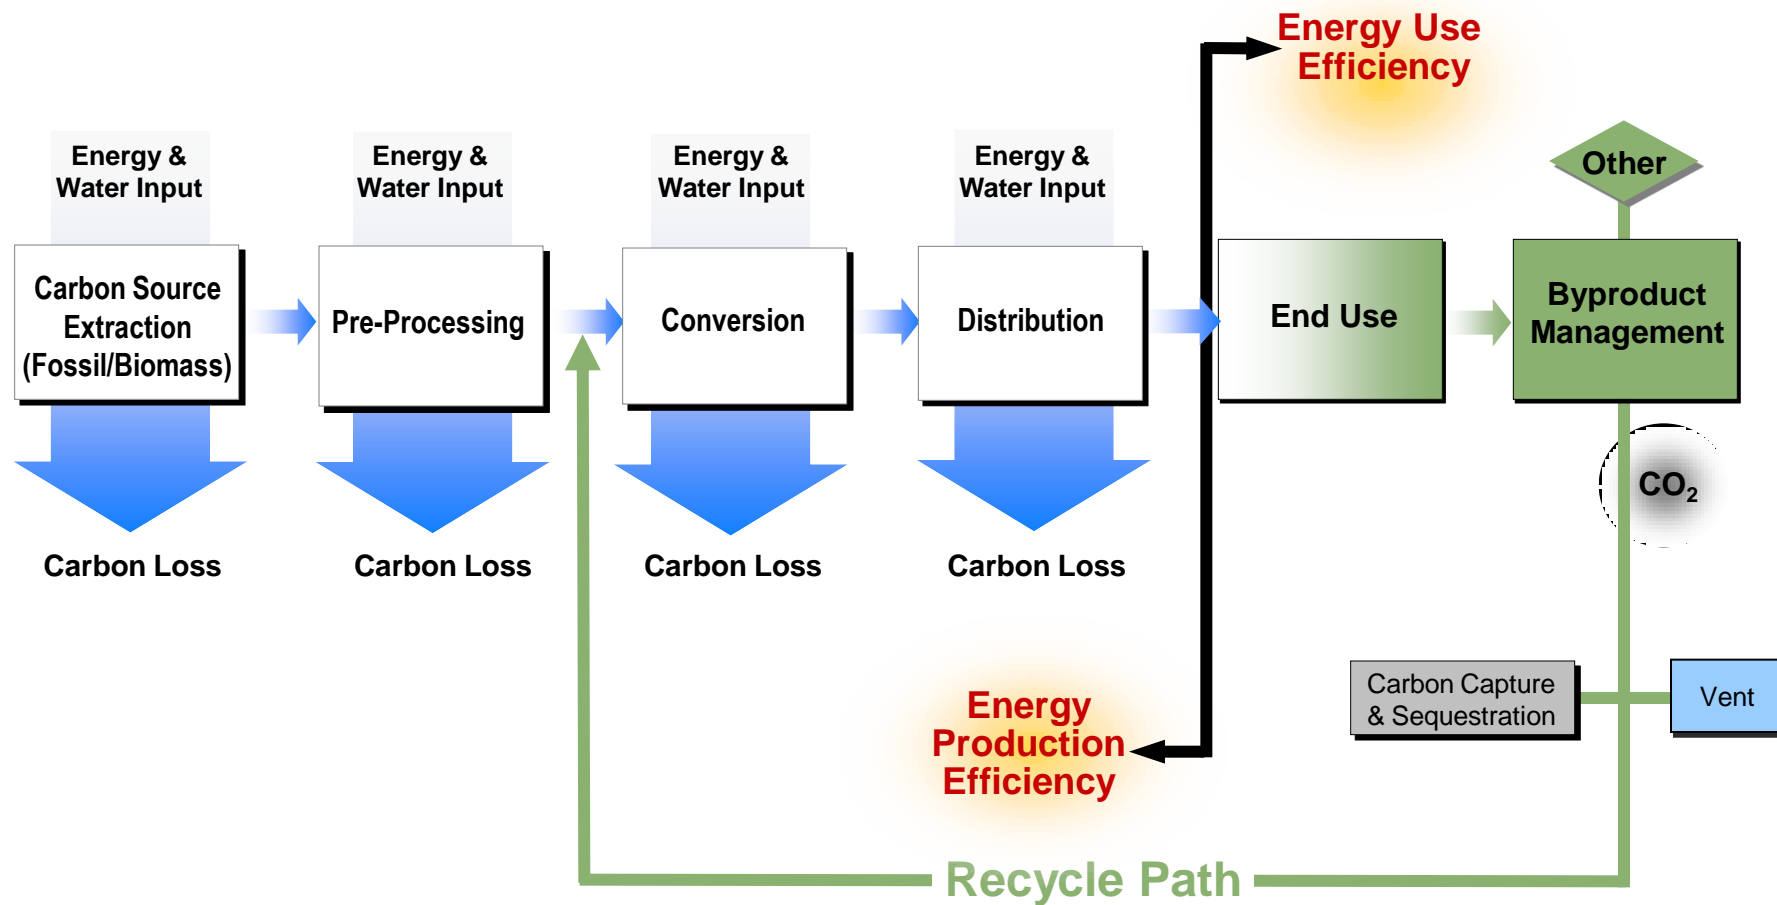 Energy Use
Efficiency
Energy &
Water Input
Energy &
Water Input
Energy &
Water Input
Energy &
Water Input
Other
Carbon Source
Extraction
(Fossil/Biomass)
Pre-Processing
Conversion
Distribution
End Use
Byproduct
Management
CO₂
Carbon Loss
Carbon Loss
Carbon Loss
Carbon Loss
Carbon Capture
& Sequestration
Vent
Energy
Production
Efficiency
Recycle Path